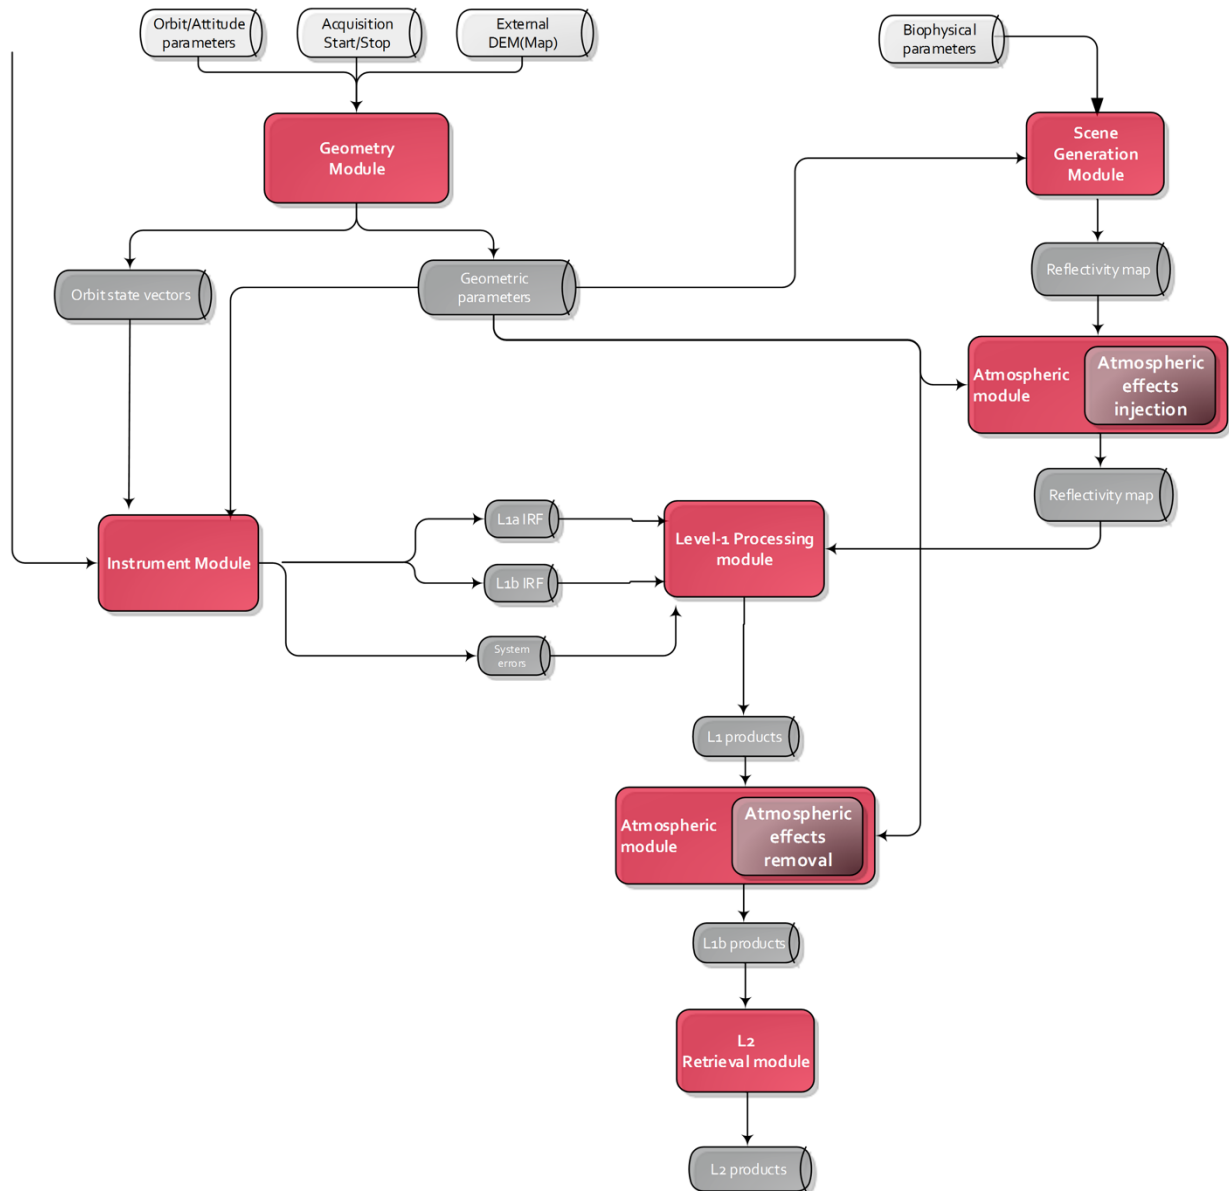 Orbit/Attitude
parameters
Acquisition
Start/Stop
External
DEM(Map)
Biophysical
parameters
Geometry
Module
Scene
Generation
Module
Orbit state vectors
Geometric
parameters
Reflectivity map
Atmospheric
module
Atmospheric
effects
injection
Reflectivity map
Instrument Module
L1a IRF
L1b IRF
System
errors
Level-1 Processing
module
L1 products
Atmospheric
module
Atmospheric
effects
removal
L1b products
L2
Retrieval module
L2 products